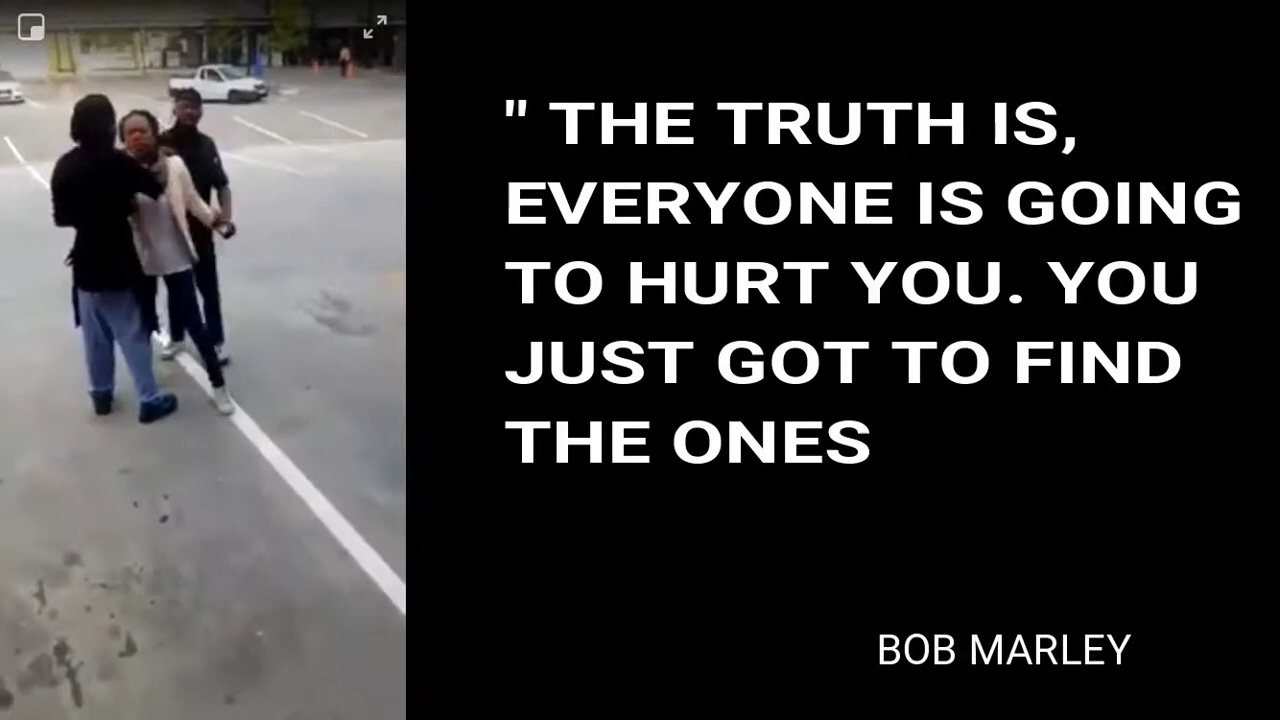 " THE TRUTH IS,
EVERYONE IS GOING
TO HURT YOU. YOU
JUST GOT TO FIND
THE ONES
BOB MARLEY